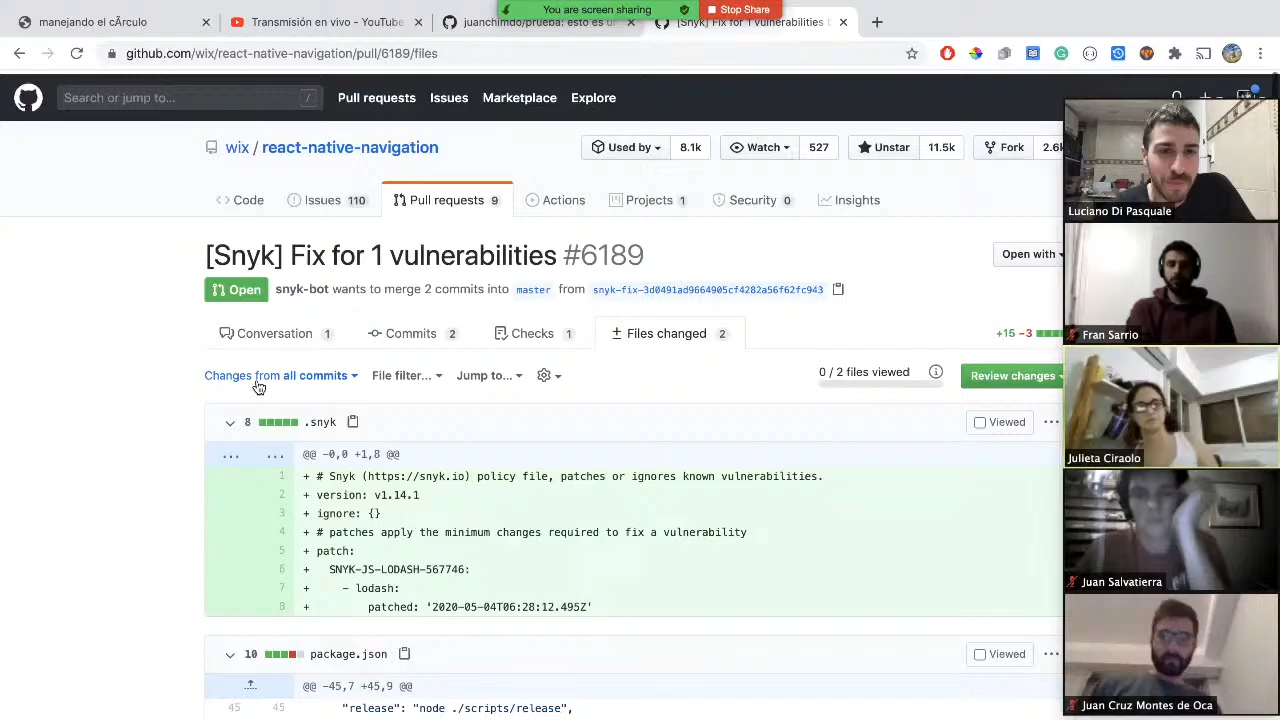 manejando el cÃrculo
Transmisión en vivo - YouTube
juanchimdo/prueba: esto es un
[Snyk] Fix for 1 vulnerabilities b
You are screen sharing
Stop Share
github.com/wix/react-native-navigation/pull/6189/files
Search or jump to...
/
Pull requests
Issues
Marketplace
Explore
wix / react-native-navigation
Used by 8.1k
Watch 527
Unstar 11.5k
Fork 2.6k
Code
Issues 110
Pull requests 9
Actions
Projects 1
Security 0
Insights
[Snyk] Fix for 1 vulnerabilities #6189
Open with
Open
snyk-bot wants to merge 2 commits into master from snyk-fix-3d0491ad9664905cf4282a56f62fc943
Conversation 1
Commits 2
Checks 1
Files changed 2
+15 −3
Changes from all commits
File filter...
Jump to...
0 / 2 files viewed
Review changes
8 .snyk
Viewed
... ... @@ -0,0 +1,8 @@
1 + # Snyk (https://snyk.io) policy file, patches or ignores known vulnerabilities.
2 + version: v1.14.1
3 + ignore: {}
4 + # patches apply the minimum changes required to fix a vulnerability
5 + patch:
6 + SNYK-JS-LODASH-567746:
7 + - lodash:
8 + patched: '2020-05-04T06:28:12.495Z'
10 package.json
Viewed
@@ -45,7 +45,9 @@
45 45 "release": "node ./scripts/release",
Luciano Di Pasquale
Fran Sarrio
Julieta Ciraolo
Juan Salvatierra
Juan Cruz Montes de Oca